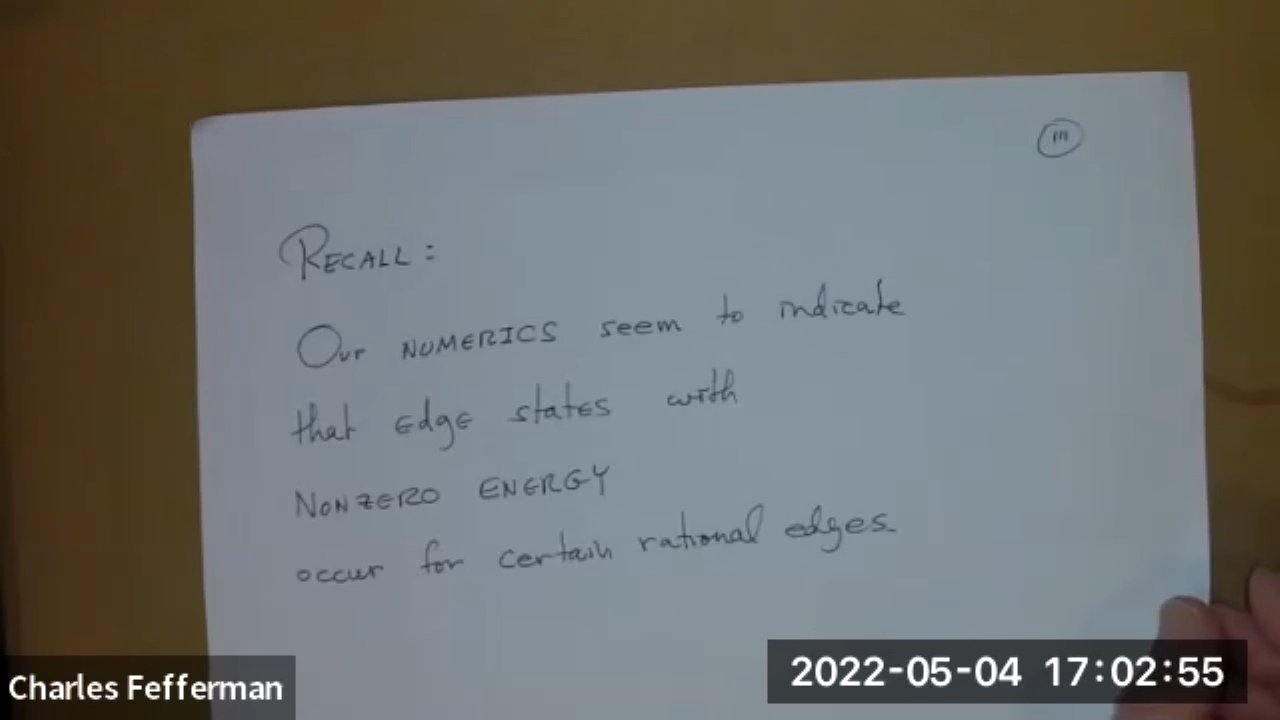 111
RECALL:
Our NUMERICS seem to indicate
that edge states with
NONZERO ENERGY
occur for certain rational edges.
Charles Fefferman
2022-05-04 17:02:55